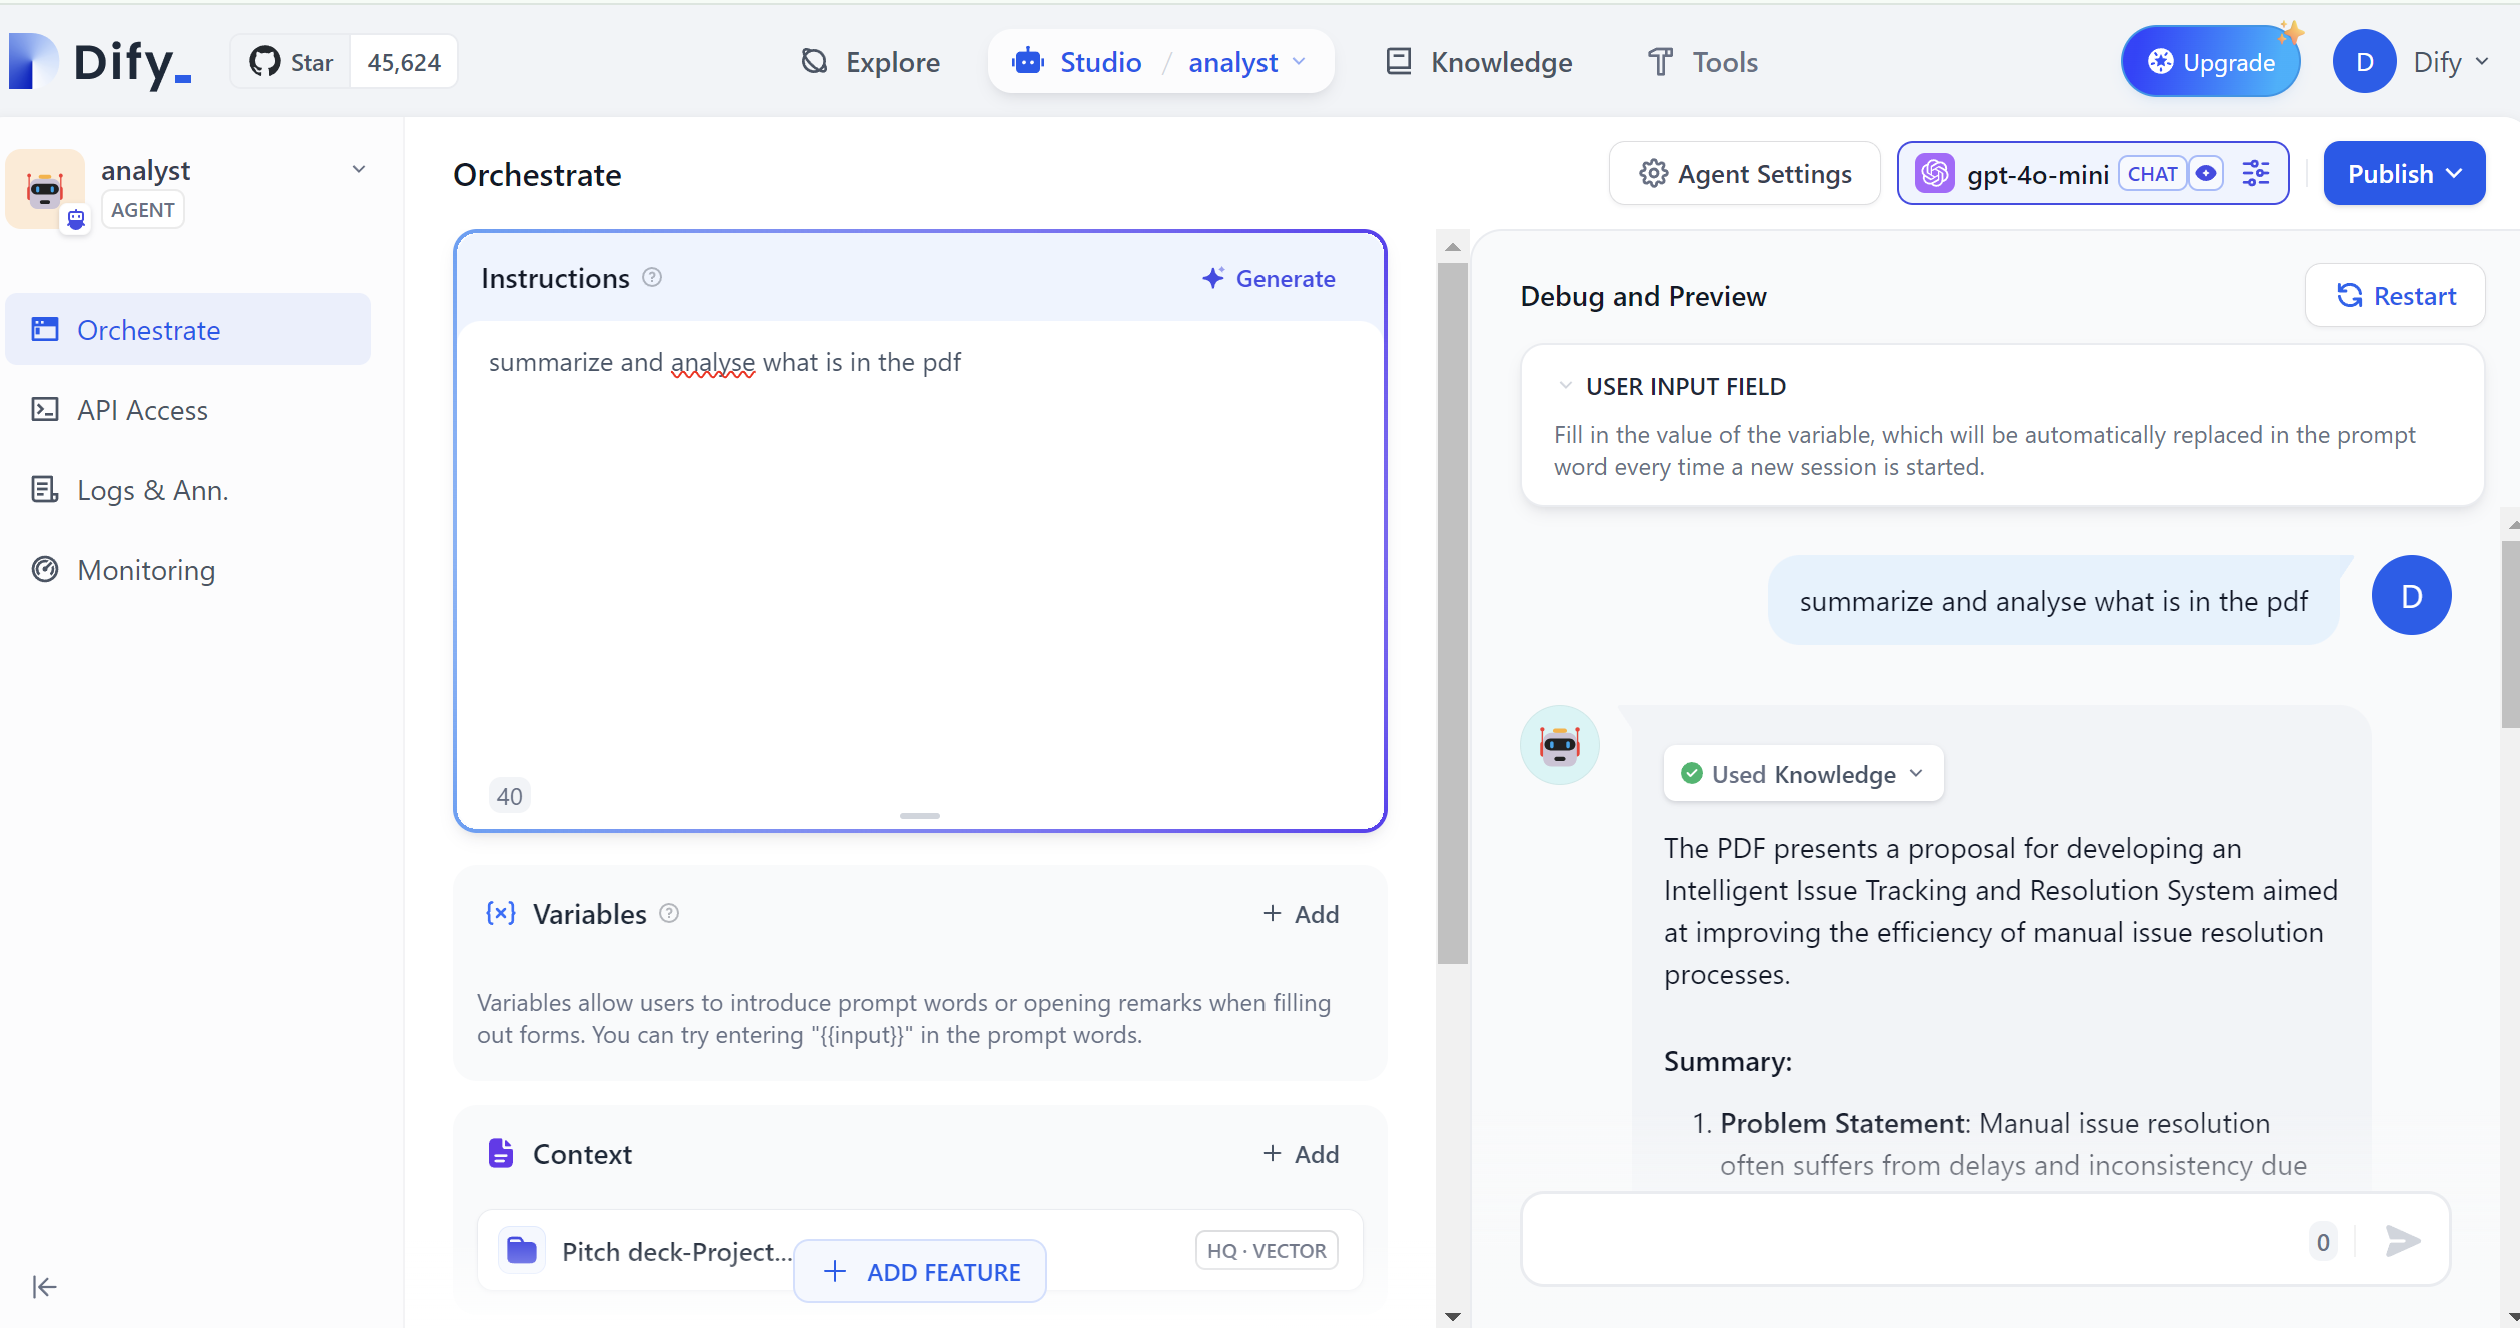 Dify_
Star 45,624
Explore
Studio / analyst
Knowledge
Tools
Upgrade
D Dify
analyst
AGENT
Orchestrate
API Access
Logs & Ann.
Monitoring
Orchestrate
Agent Settings
gpt-4o-mini CHAT
Publish
Instructions
Generate
summarize and analyse what is in the pdf
40
Variables
+ Add
Variables allow users to introduce prompt words or opening remarks when filling
out forms. You can try entering "{{input}}" in the prompt words.
Context
+ Add
Pitch deck-Project...
HQ · VECTOR
+ ADD FEATURE
Debug and Preview
Restart
USER INPUT FIELD
Fill in the value of the variable, which will be automatically replaced in the prompt
word every time a new session is started.
summarize and analyse what is in the pdf
D
Used Knowledge
The PDF presents a proposal for developing an
Intelligent Issue Tracking and Resolution System aimed
at improving the efficiency of manual issue resolution
processes.
Summary:
1. Problem Statement: Manual issue resolution
often suffers from delays and inconsistency due
0